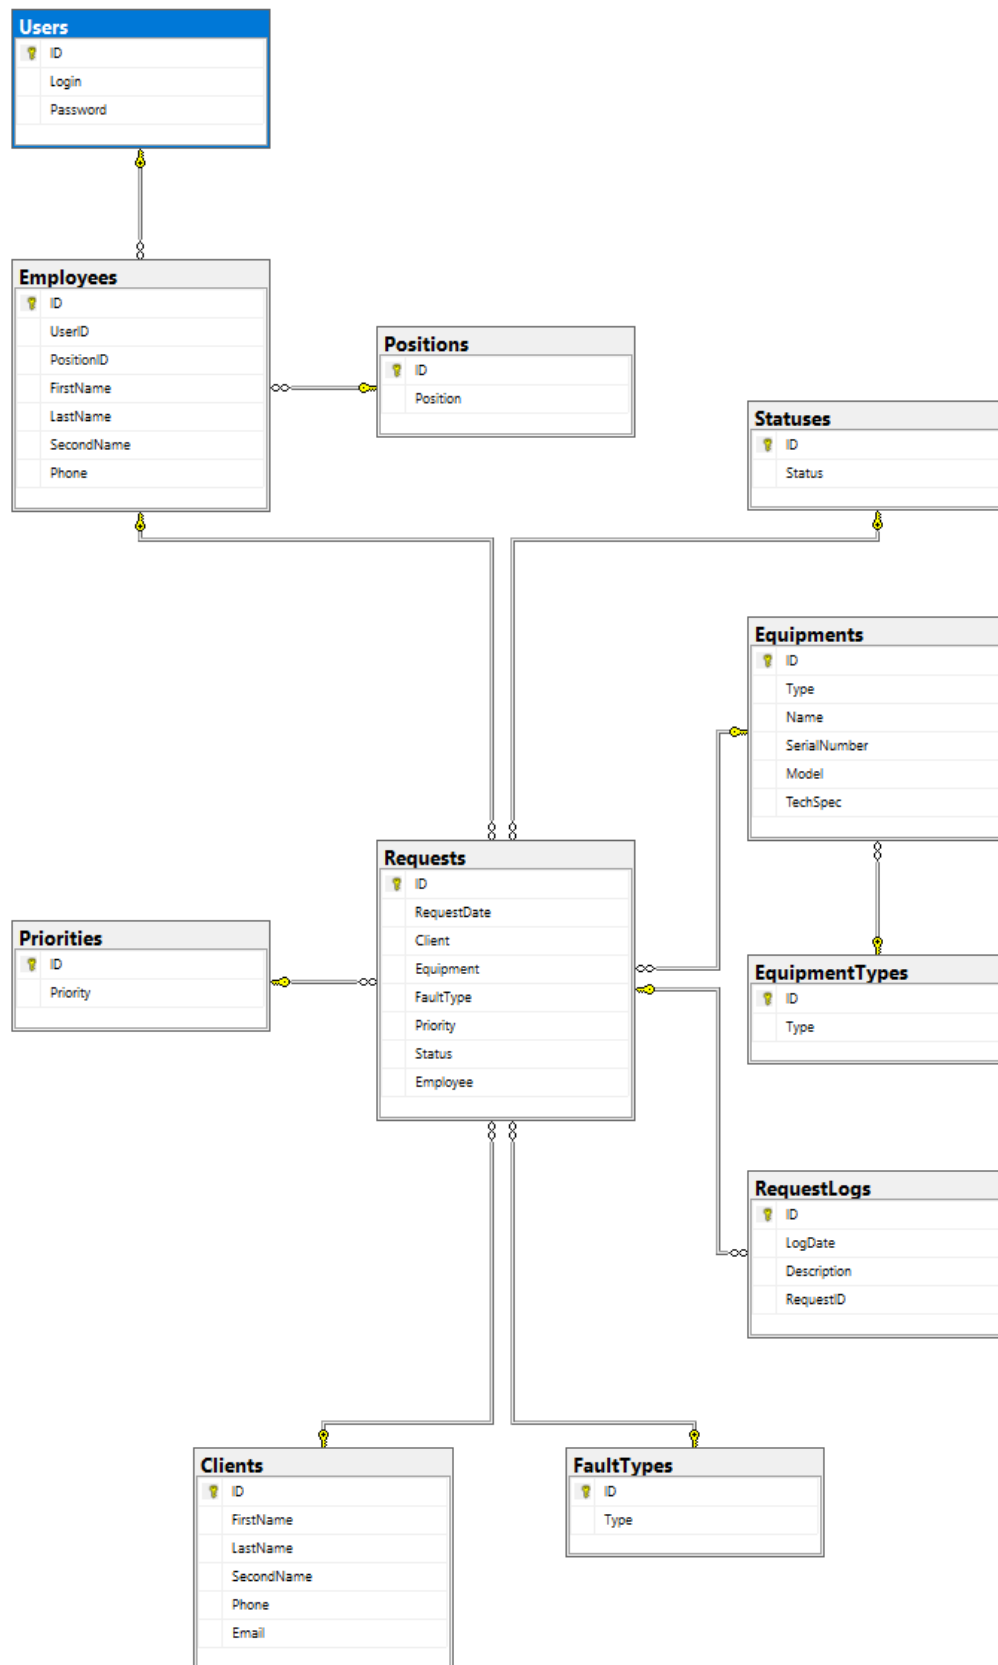 Users
ID
Login
Password
Employees
ID
UserID
PositionID
FirstName
LastName
SecondName
Phone
Positions
ID
Position
Statuses
ID
Status
Equipments
ID
Type
Name
SerialNumber
Model
TechSpec
Requests
ID
RequestDate
Client
Equipment
FaultType
Priority
Status
Employee
Priorities
ID
Priority
EquipmentTypes
ID
Type
RequestLogs
ID
LogDate
Description
RequestID
Clients
ID
FirstName
LastName
SecondName
Phone
Email
FaultTypes
ID
Type